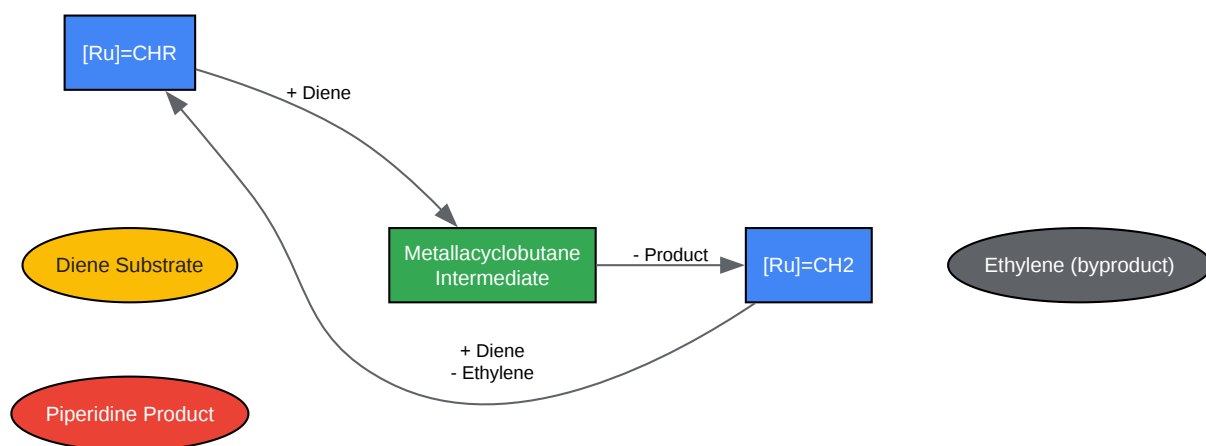 [Ru]=CHR
+ Diene
Metallacyclobutane
Intermediate
- Product
[Ru]=CH2
Diene Substrate
Ethylene (byproduct)
+ Diene
- Ethylene
Piperidine Product